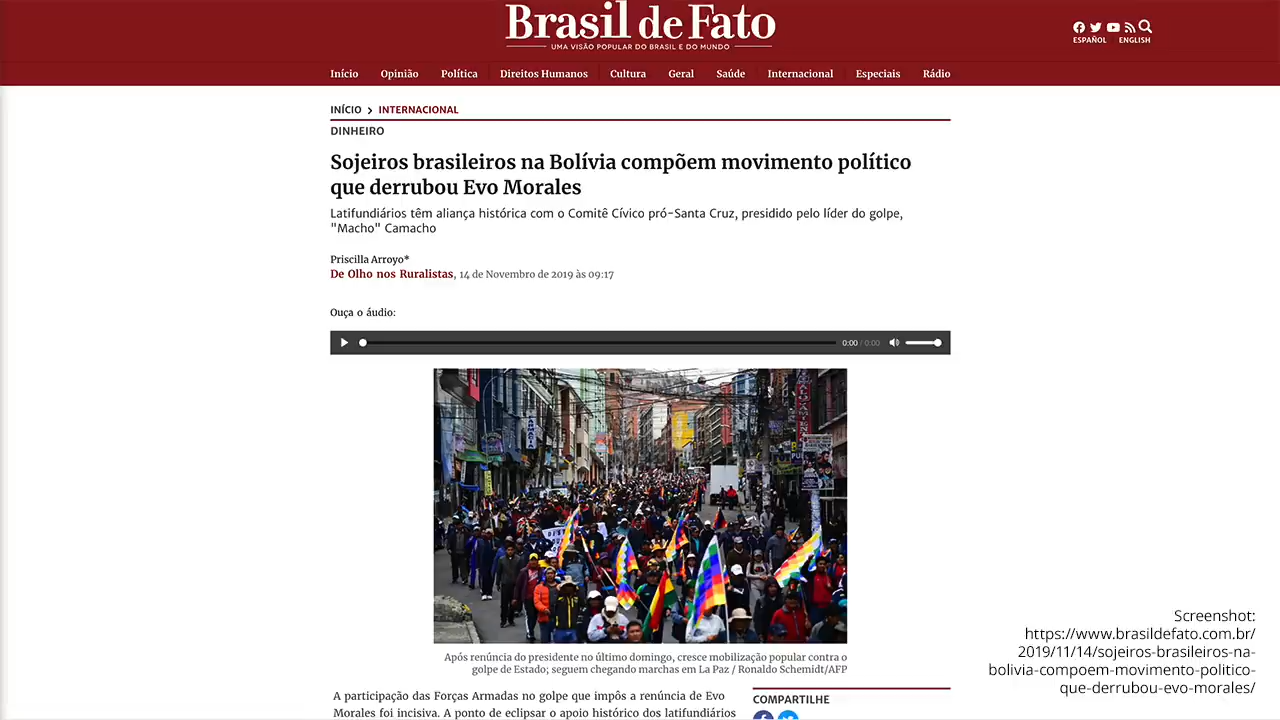 Brasil de Fato
UMA VISÃO POPULAR DO BRASIL E DO MUNDO
ESPAÑOL ENGLISH
Início Opinião Política Direitos Humanos Cultura Geral Saúde Internacional Especiais Rádio
INÍCIO > INTERNACIONAL
DINHEIRO
Sojeiros brasileiros na Bolívia compõem movimento político
que derrubou Evo Morales
Latifundiários têm aliança histórica com o Comitê Cívico pró-Santa Cruz, presidido pelo líder do golpe,
"Macho" Camacho
Priscilla Arroyo*
De Olho nos Ruralistas, 14 de Novembro de 2019 às 09:17
Ouça o áudio:
0:00 / 0:00
Após renúncia do presidente no último domingo, cresce mobilização popular contra o
golpe de Estado; seguem chegando marchas em La Paz / Ronaldo Schemidt/AFP
A participação das Forças Armadas no golpe que impôs a renúncia de Evo
Morales foi incisiva. A ponto de eclipsar o apoio histórico dos latifundiários
COMPARTILHE
Screenshot:
https://www.brasildefato.com.br/
2019/11/14/sojeiros-brasileiros-na-
bolivia-compoem-movimento-politico-
que-derrubou-evo-morales/